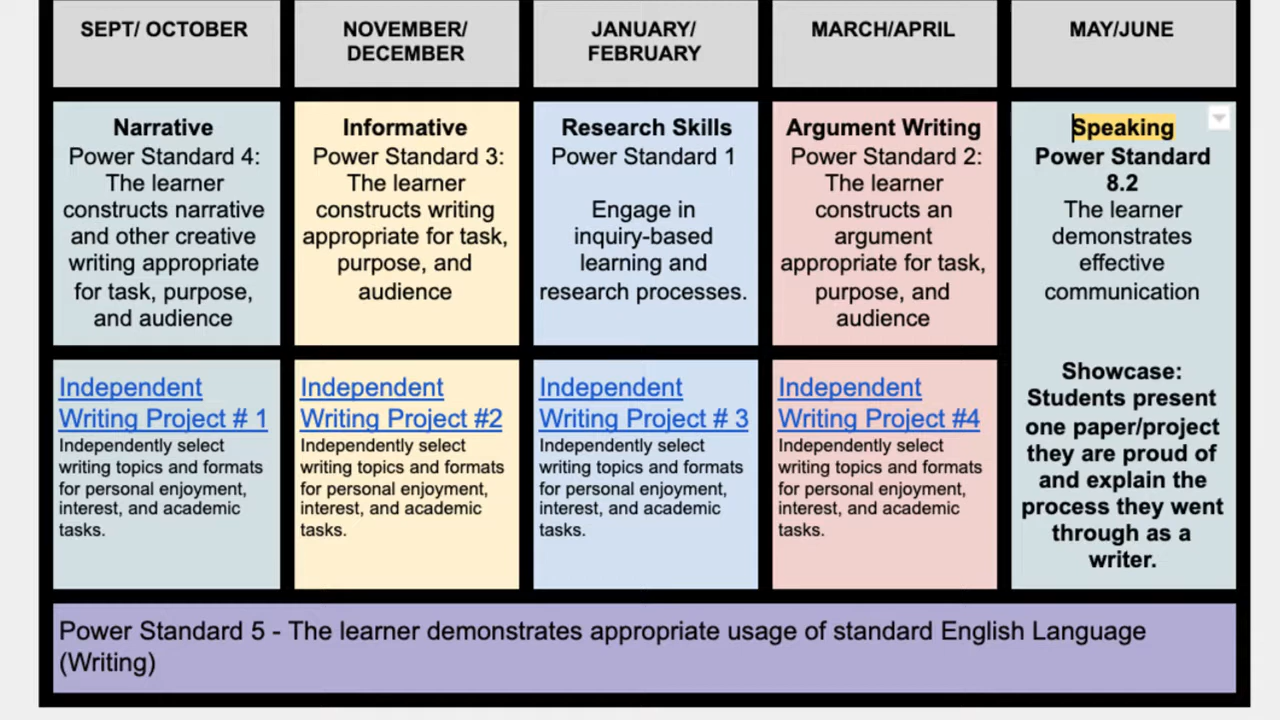 SEPT/ OCTOBER
NOVEMBER/
DECEMBER
JANUARY/
FEBRUARY
MARCH/APRIL
MAY/JUNE
Narrative
Power Standard 4:
The learner
constructs narrative
and other creative
writing appropriate
for task, purpose,
and audience
Informative
Power Standard 3:
The learner
constructs writing
appropriate for task,
purpose, and
audience
Research Skills
Power Standard 1
Engage in
inquiry-based
learning and
research processes.
Argument Writing
Power Standard 2:
The learner
constructs an
argument
appropriate for task,
purpose, and
audience
Speaking
Power Standard
8.2
The learner
demonstrates
effective
communication
Showcase:
Students present
one paper/project
they are proud of
and explain the
process they went
through as a
writer.
Independent
Writing Project # 1
Independently select
writing topics and formats
for personal enjoyment,
interest, and academic
tasks.
Independent
Writing Project #2
Independently select
writing topics and formats
for personal enjoyment,
interest, and academic
tasks.
Independent
Writing Project # 3
Independently select
writing topics and formats
for personal enjoyment,
interest, and academic
tasks.
Independent
Writing Project #4
Independently select
writing topics and formats
for personal enjoyment,
interest, and academic
tasks.
Power Standard 5 - The learner demonstrates appropriate usage of standard English Language
(Writing)